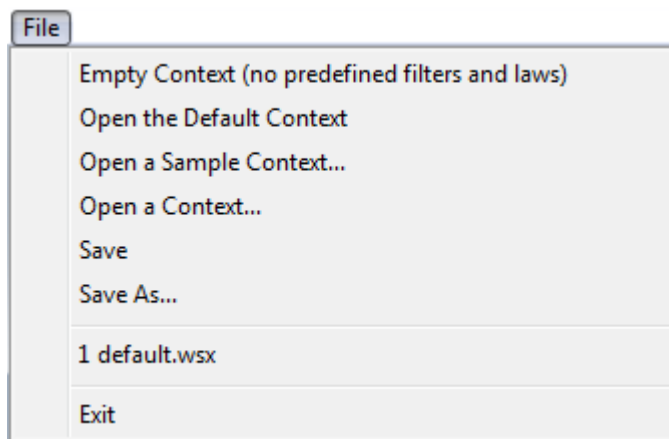 File
Empty Context (no predefined filters and laws)
Open the Default Context
Open a Sample Context...
Open a Context...
Save
Save As...
1 default.wsx
Exit